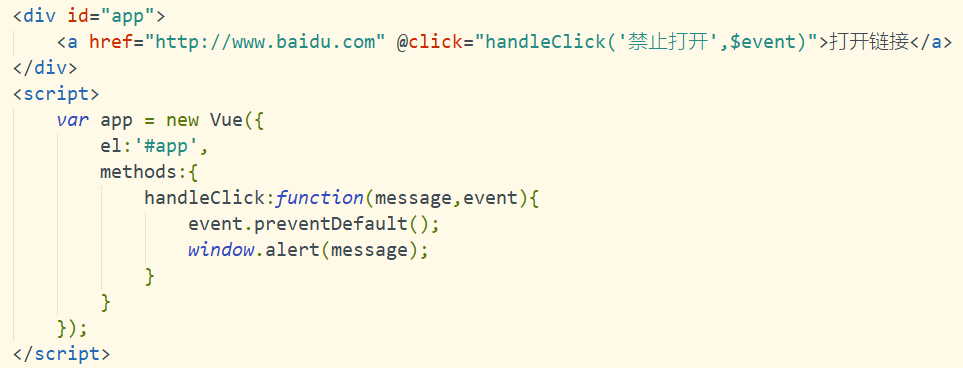 <div id="app">
    <a href="http://www.baidu.com" @click="handleClick('禁止打开',$event)">打开链接</a>
</div>
<script>
    var app = new Vue({
        el:'#app',
        methods:{
            handleClick:function(message,event){
                event.preventDefault();
                window.alert(message);
            }
        }
    });
</script>